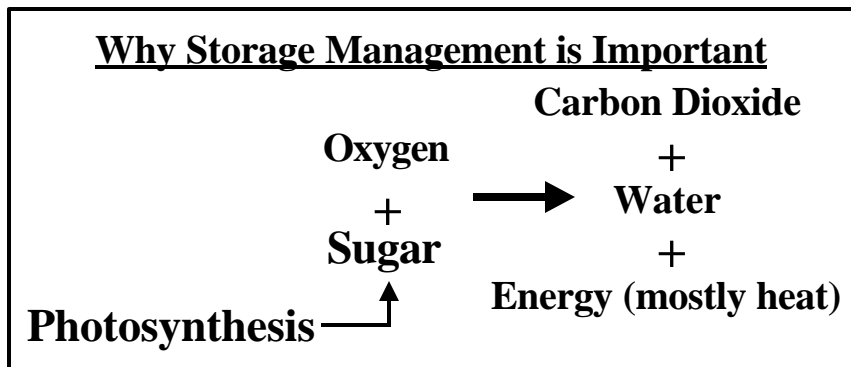 Why Storage Management is Important
Oxygen
+
Sugar
Photosynthesis
Carbon Dioxide
+
Water
+
Energy (mostly heat)